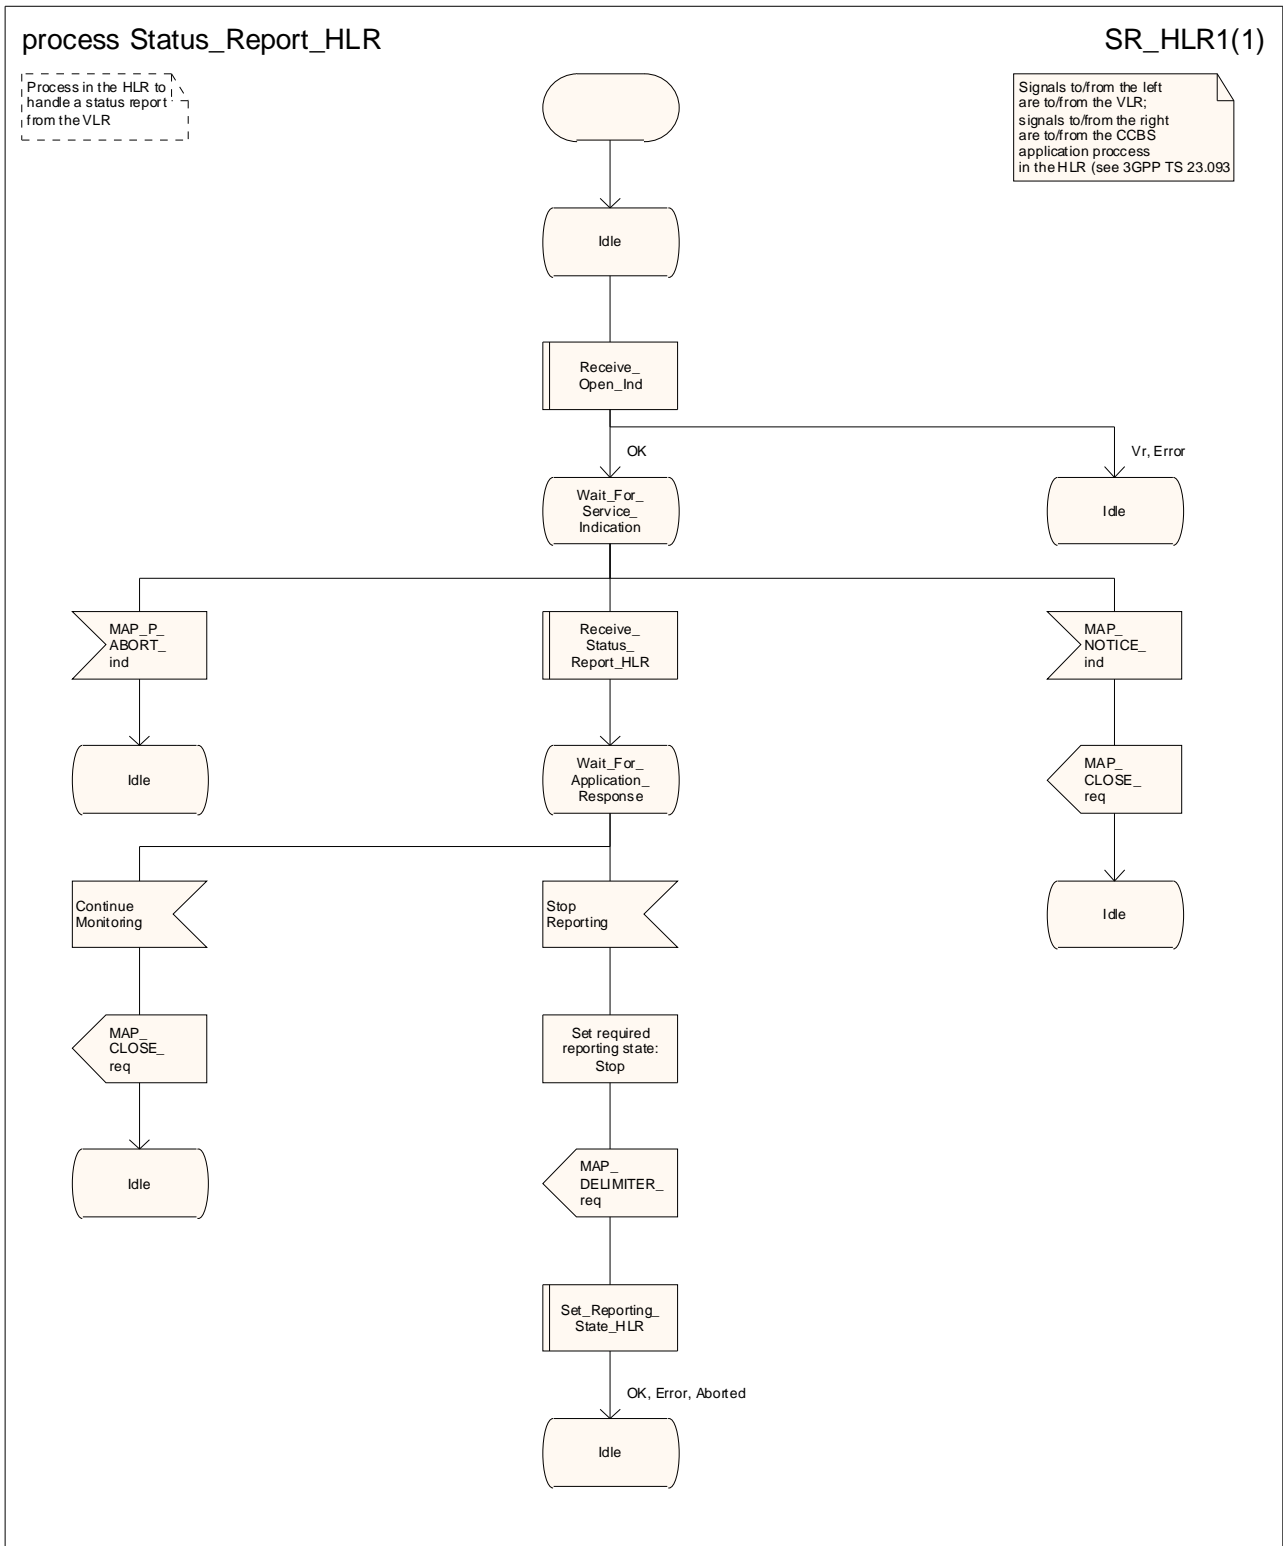 process Status_Report_HLR
SR_HLR1(1)
Process in the HLR to
handle a status report
from the VLR
Signals to/from the left
are to/from the VLR;
signals to/from the right
are to/from the CCBS
application proccess
in the HLR (see 3GPP TS 23.093
Idle
Receive_
Open_Ind
OK
Vr, Error
Wait_For_
Service_
Indication
Idle
MAP_P_
ABORT_
ind
Receive_
Status_
Report_HLR
MAP_
NOTICE_
ind
Idle
Wait_For_
Application_
Response
MAP_
CLOSE_
req
Continue
Monitoring
Stop
Reporting
Idle
MAP_
CLOSE_
req
Set required
reporting state:
Stop
Idle
MAP_
DELIMITER_
req
Set_Reporting_
State_HLR
OK, Error, Aborted
Idle